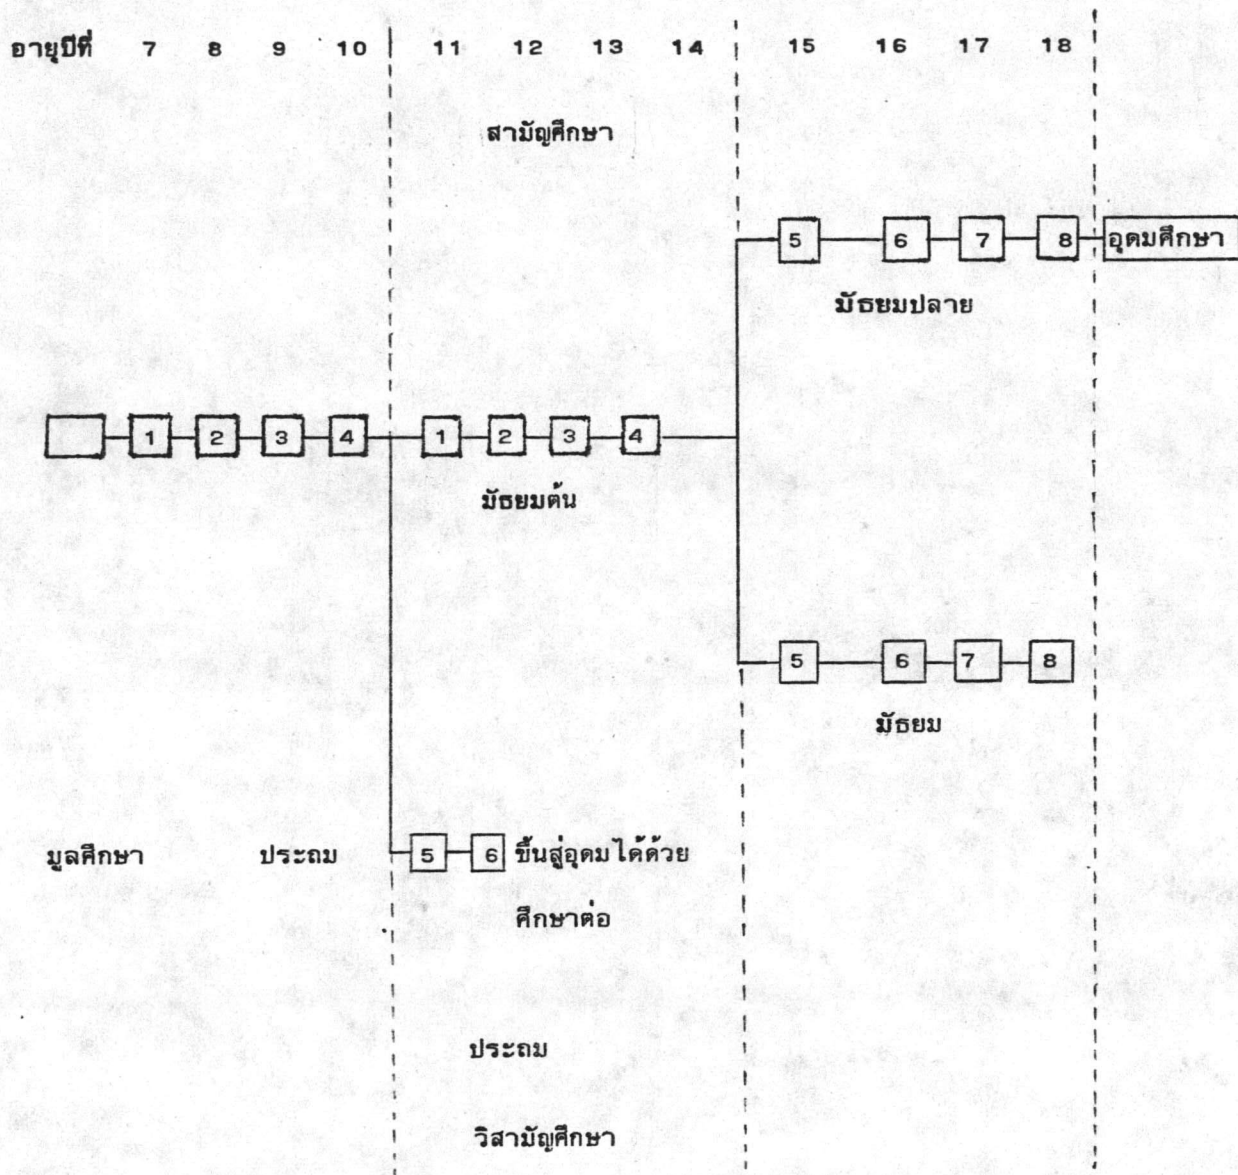 อายุปีที่ 7 8 9 10 11 12 13 14 15 16 17 18
สามัญศึกษา
5 6 7 8 อุดมศึกษา
มัธยมปลาย
1 2 3 4 1 2 3 4
มัธยมต้น
5 6 7 8
มัธยม
มูลศึกษา ประถม 5 6 ขึ้นสู่อุดมได้ด้วย
ศึกษาต่อ
ประถม
วิสามัญศึกษา